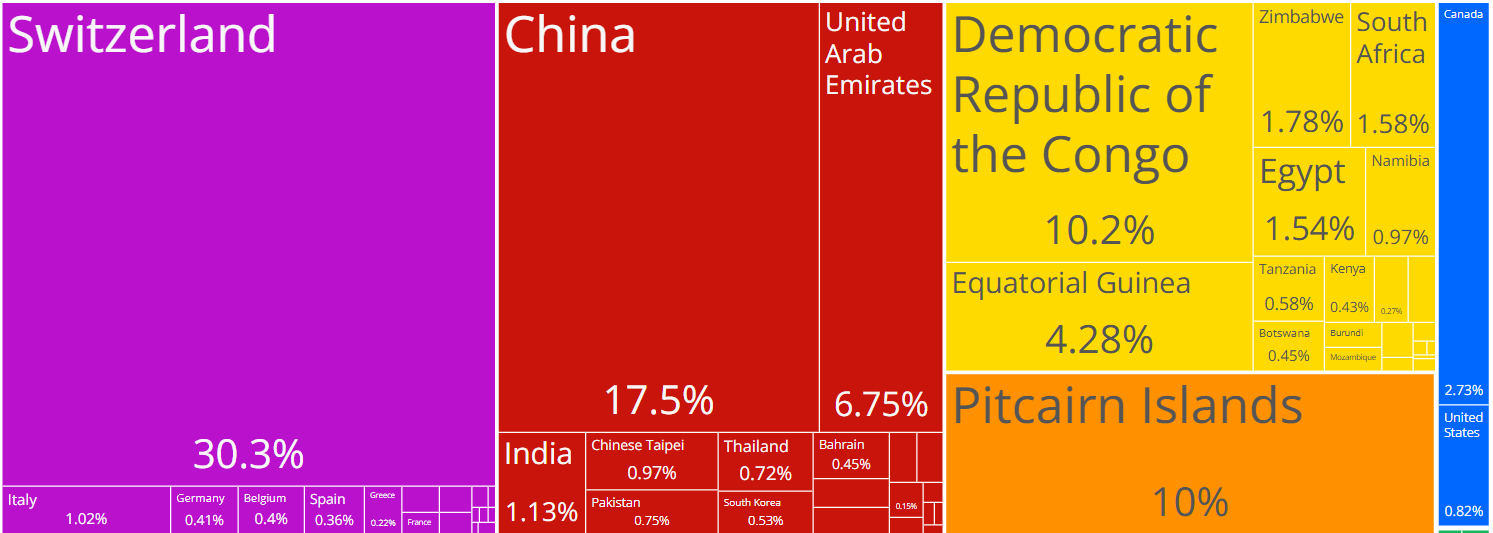 Switzerland
30.3%
Italy
1.02%
Germany
0.41%
Belgium
0.4%
Spain
0.36%
Greece
0.22%
France
China
17.5%
United
Arab
Emirates
6.75%
India
1.13%
Chinese Taipei
0.97%
Pakistan
0.75%
Thailand
0.72%
South Korea
0.53%
Bahrain
0.45%
0.15%
Democratic
Republic of
the Congo
10.2%
Equatorial Guinea
4.28%
Zimbabwe
1.78%
South
Africa
1.58%
Egypt
1.54%
Namibia
0.97%
Tanzania
0.58%
Kenya
0.43%
0.27%
Botswana
0.45%
Burundi
Mozambique
Pitcairn Islands
10%
Canada
2.73%
United
States
0.82%